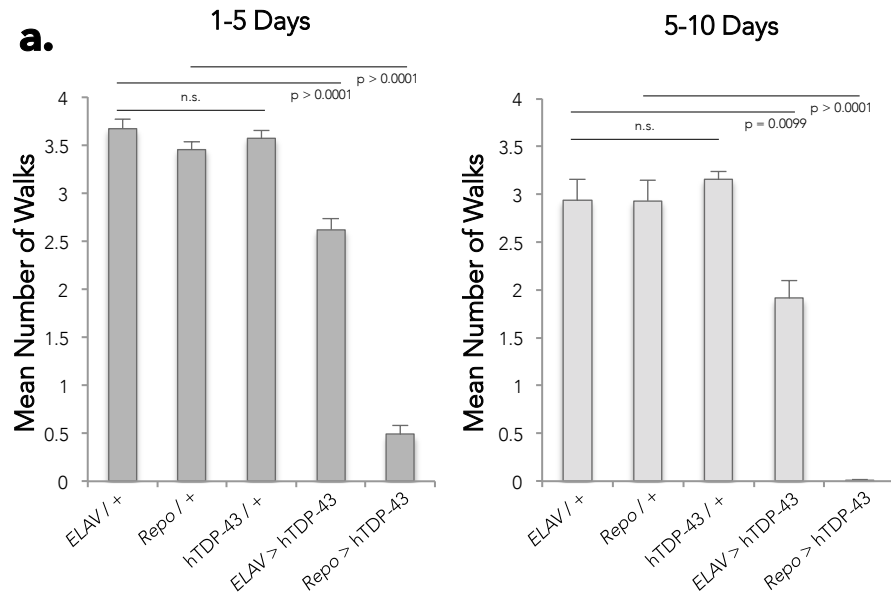 a.
1-5 Days
p > 0.0001
p > 0.0001
n.s.
Mean Number of Walks
4
3.5
3
2.5
2
1.5
1
0.5
0
ELAV / +
Repo / +
hTDP-43 / +
ELAV > hTDP-43
Repo > hTDP-43
5-10 Days
p > 0.0001
p = 0.0099
n.s.
Mean Number of Walks
4
3.5
3
2.5
2
1.5
1
0.5
0
ELAV / +
Repo / +
hTDP-43 / +
ELAV > hTDP-43
Repo > hTDP-43